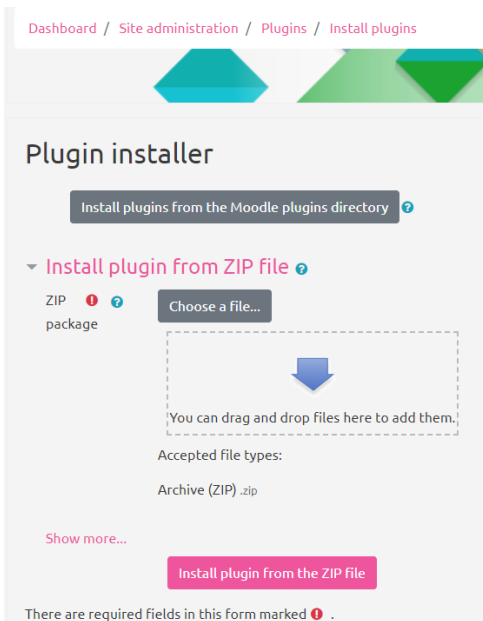 Dashboard / Site administration / Plugins / Install plugins
Plugin installer
Install plugins from the Moodle plugins directory ?
Install plugin from ZIP file ?
ZIP ! ?
package
Choose a file...
You can drag and drop files here to add them.
Accepted file types:
Archive (ZIP) .zip
Show more...
Install plugin from the ZIP file
There are required fields in this form marked ! .